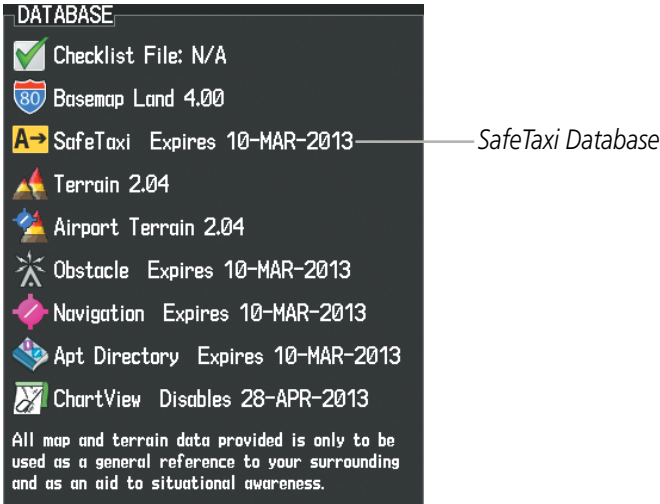 DATABASE
Checklist File: N/A
80 Basemap Land 4.00
A→ SafeTaxi Expires 10-MAR-2013 SafeTaxi Database
Terrain 2.04
Airport Terrain 2.04
Obstacle Expires 10-MAR-2013
Navigation Expires 10-MAR-2013
Apt Directory Expires 10-MAR-2013
ChartView Disables 28-APR-2013
All map and terrain data provided is only to be
used as a general reference to your surrounding
and as an aid to situational awareness.